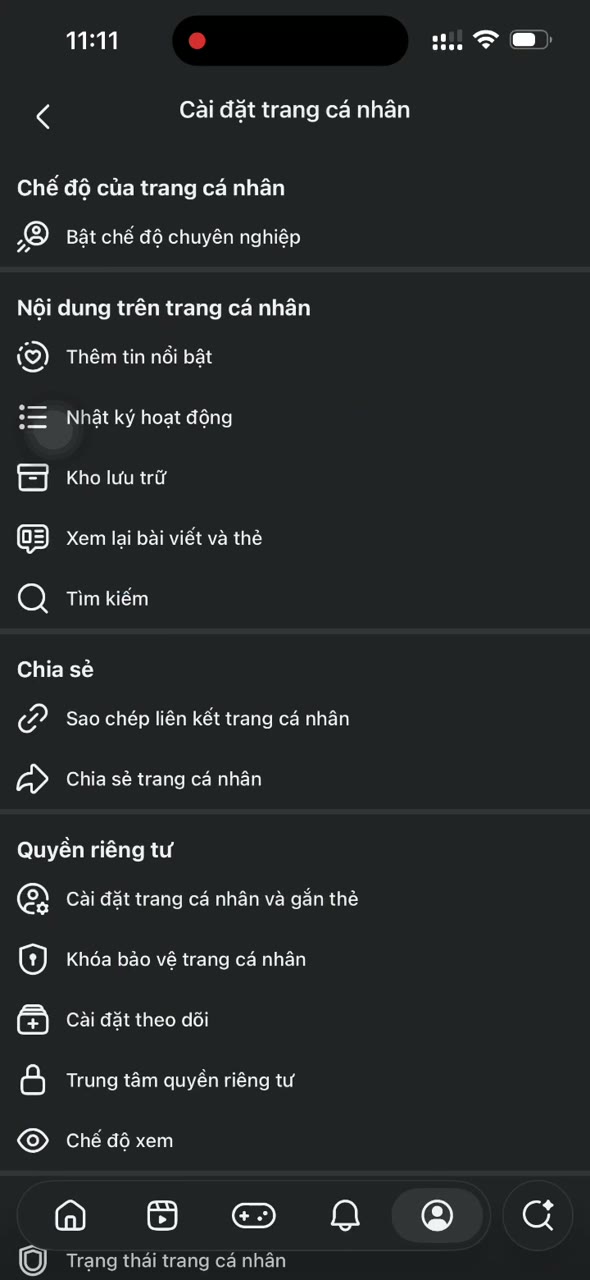 11:11
Cài đặt trang cá nhân
Chế độ của trang cá nhân
Bật chế độ chuyên nghiệp
Nội dung trên trang cá nhân
Thêm tin nổi bật
Nhật ký hoạt động
Kho lưu trữ
Xem lại bài viết và thẻ
Tìm kiếm
Chia sẻ
Sao chép liên kết trang cá nhân
Chia sẻ trang cá nhân
Quyền riêng tư
Cài đặt trang cá nhân và gắn thẻ
Khóa bảo vệ trang cá nhân
Cài đặt theo dõi
Trung tâm quyền riêng tư
Chế độ xem
Trạng thái trang cá nhân